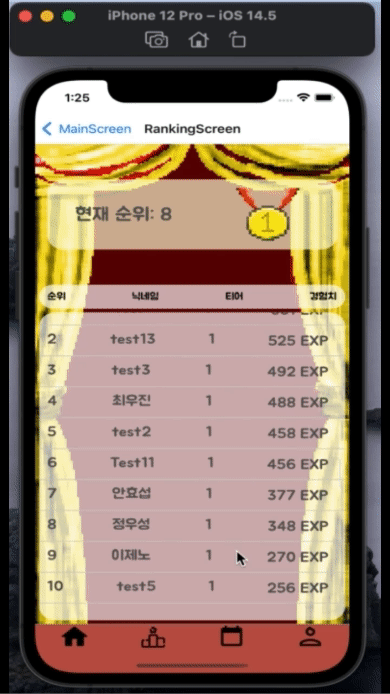 iPhone 12 Pro – iOS 14.5
1:25
MainScreen RankingScreen
현재 순위: 8
1
순위 닉네임 티어 경험치
2 test13 1 525 EXP
3 test3 1 492 EXP
4 최우진 1 488 EXP
5 test2 1 458 EXP
6 Test11 1 456 EXP
7 안효섭 1 377 EXP
8 정우성 1 348 EXP
9 이제노 1 270 EXP
10 test5 1 256 EXP